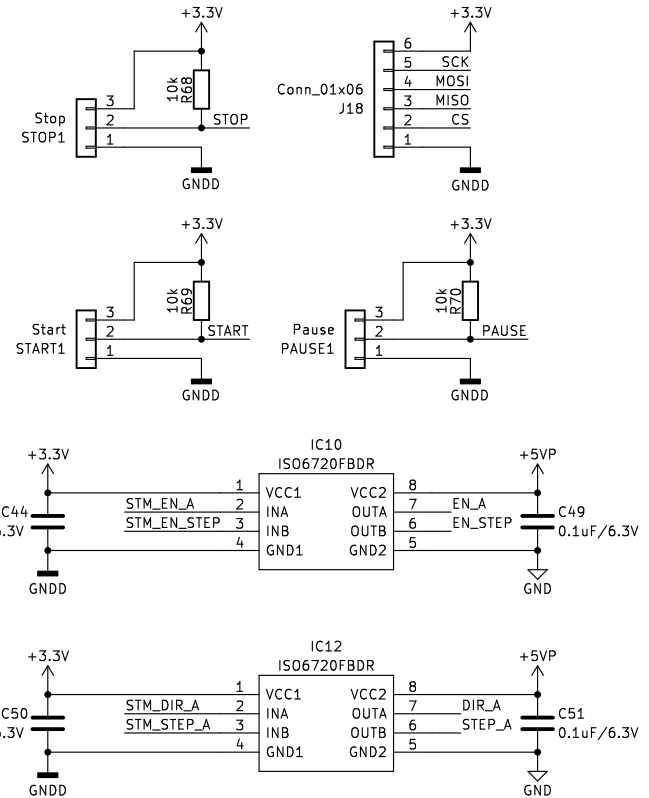 +3.3V
10k
R68
3
Stop
2
STOP
STOP1
1
GNDD
+3.3V
6
5
SCK
Conn_01x06
4
MOSI
J18
3
MISO
2
CS
1
GNDD
+3.3V
10k
R69
3
Start
2
START
START1
1
GNDD
+3.3V
10k
R70
3
Pause
2
PAUSE
PAUSE1
1
GNDD
IC10
ISO6720FBDR
+3.3V
+5VP
1
VCC1
VCC2
8
C44
STM_EN_A
2
INA
OUTA
7
EN_A
C49
.3V
STM_EN_STEP
3
INB
OUTB
6
EN_STEP
0.1uF/6.3V
4
GND1
GND2
5
GNDD
GND
IC12
ISO6720FBDR
+3.3V
+5VP
1
VCC1
VCC2
8
C50
STM_DIR_A
2
INA
OUTA
7
DIR_A
C51
.3V
STM_STEP_A
3
INB
OUTB
6
STEP_A
0.1uF/6.3V
4
GND1
GND2
5
GNDD
GND